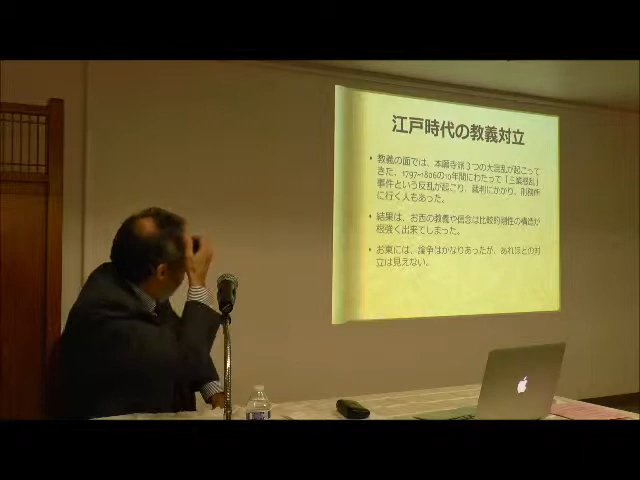 江戸時代の教義対立
• 教義の面では、本願寺派３つの大混乱が起こって
きた、1797-1806の10年間にわたって「三業惑乱」
事件という反乱が起こり、裁判にかかり、刑務所
に行く人もあった。
• 結果は、お西の教義や信念は比較的剛性の構造が
根強く出来てしまった。
• お東には、論争はかなりあったが、あれほどの対
立は見えない。